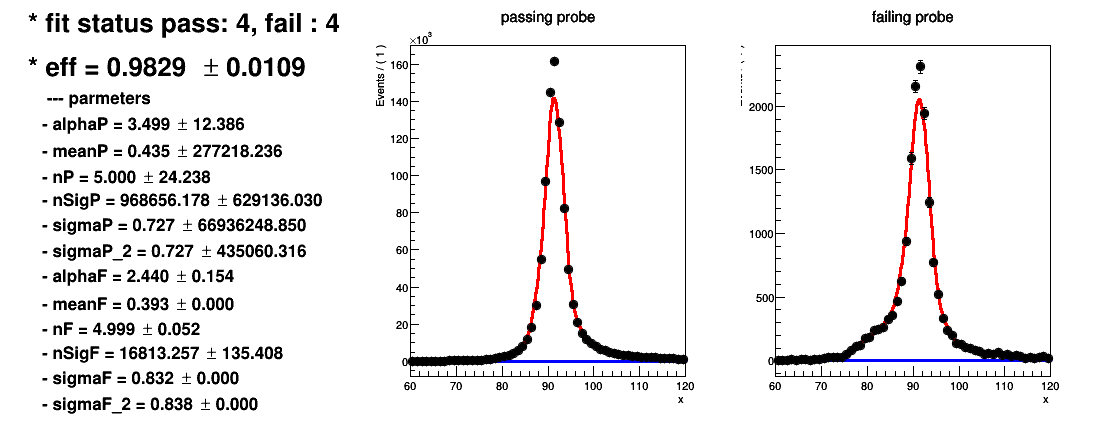 * fit status pass: 4, fail : 4
* eff = 0.9829 ± 0.0109
--- parmeters
- alphaP = 3.499 ± 12.386
- meanP = 0.435 ± 277218.236
- nP = 5.000 ± 24.238
- nSigP = 968656.178 ± 629136.030
- sigmaP = 0.727 ± 66936248.850
- sigmaP_2 = 0.727 ± 435060.316
- alphaF = 2.440 ± 0.154
- meanF = 0.393 ± 0.000
- nF = 4.999 ± 0.052
- nSigF = 16813.257 ± 135.408
- sigmaF = 0.832 ± 0.000
- sigmaF_2 = 0.838 ± 0.000
passing probe
×10³
Events / ( 1 )
160
140
120
100
80
60
40
20
0
60 70 80 90 100 110 120
x
failing probe
2000
1500
1000
500
0
60 70 80 90 100 110 120
x